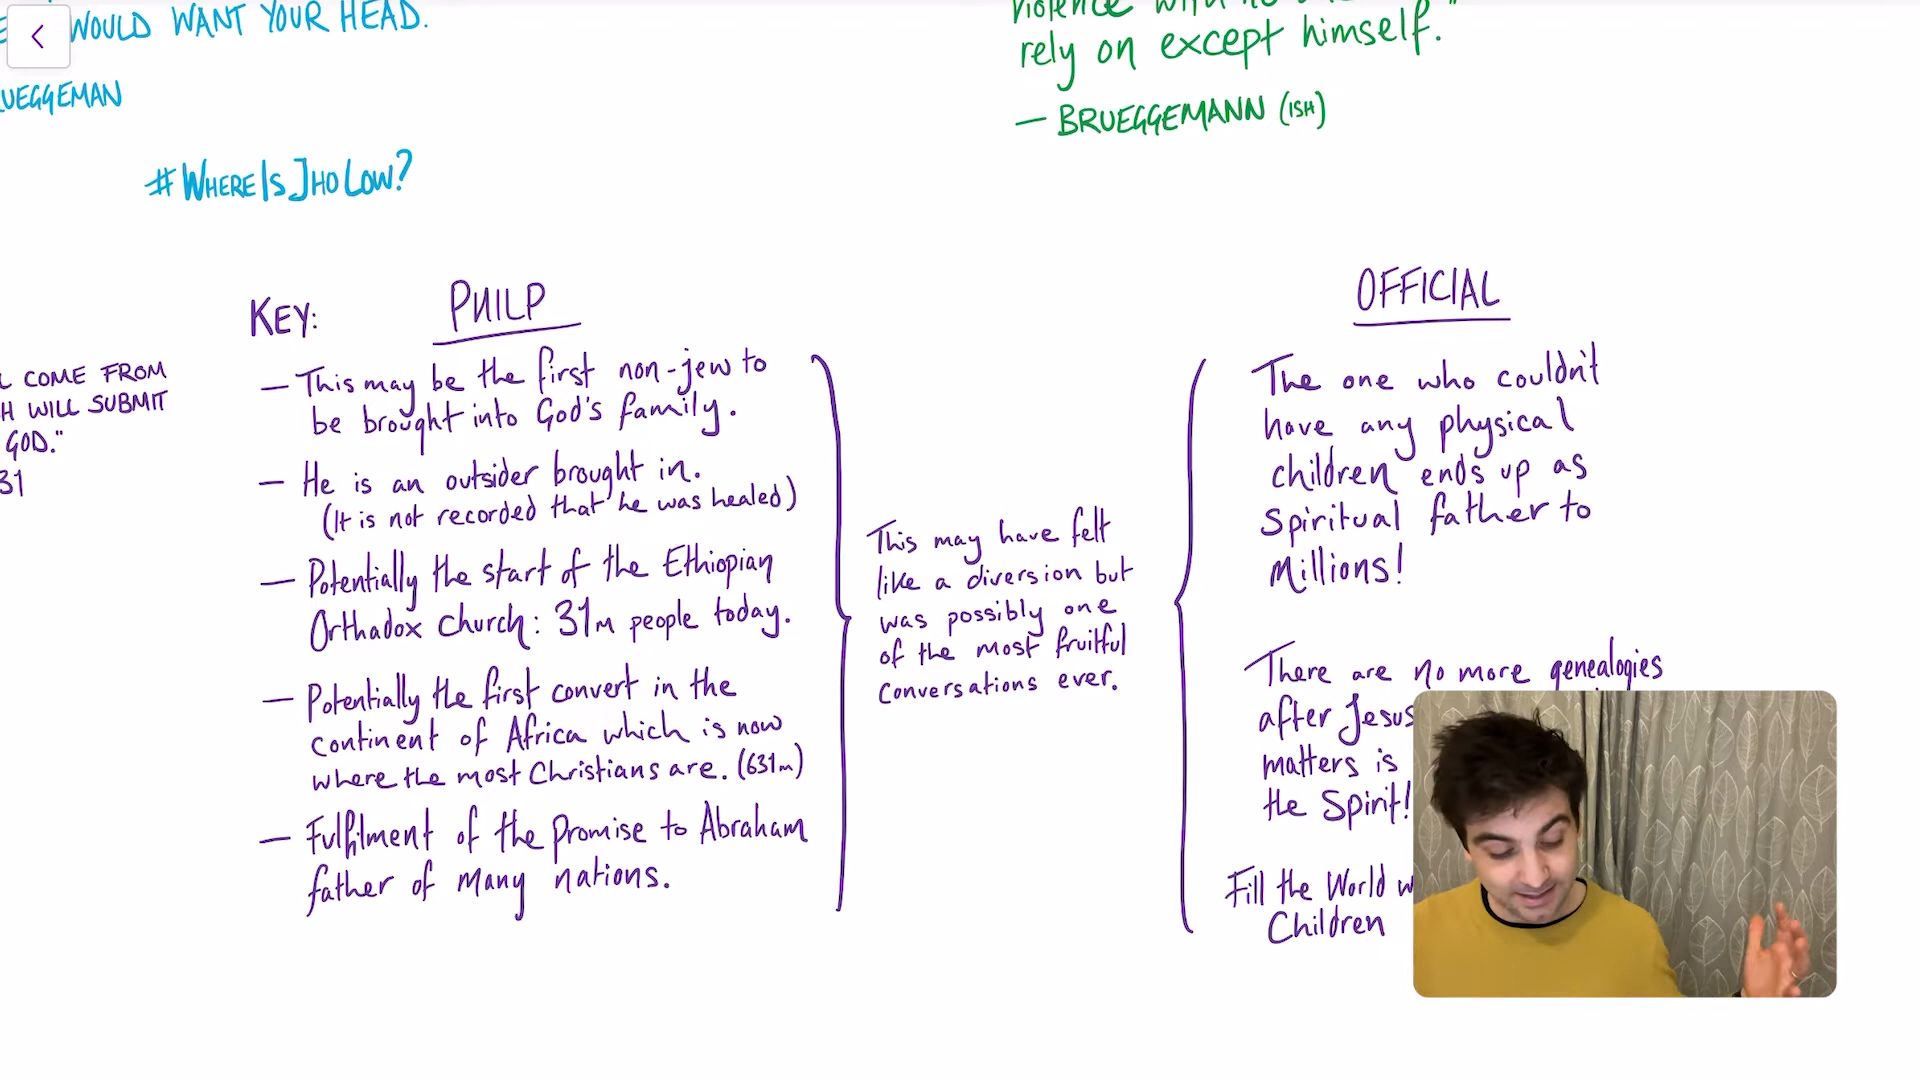 WOULD WANT YOUR HEAD.
UEGGEMAN
#WHERE IS JHO LOW?
rely on except himself."
— BRUEGGEMANN (ISH)
COME FROM
H WILL SUBMIT
GOD."
31
KEY: PHILP
— This may be the first non-jew to
be brought into God's family.
— He is an outsider brought in.
(It is not recorded that he was healed)
— Potentially the start of the Ethiopian
Orthadox church: 31m people today.
— Potentially the first convert in the
continent of Africa which is now
where the most Christians are. (631m)
— Fulfilment of the Promise to Abraham
father of many nations.
This may have felt
like a diversion but
was possibly one
of the most fruitful
conversations ever.
OFFICIAL
The one who couldn't
have any physical
children ends up as
Spiritual father to
Millions!
There are no more genealogies
after Jesus
matters is
the Spirit!
Fill the World w
Children